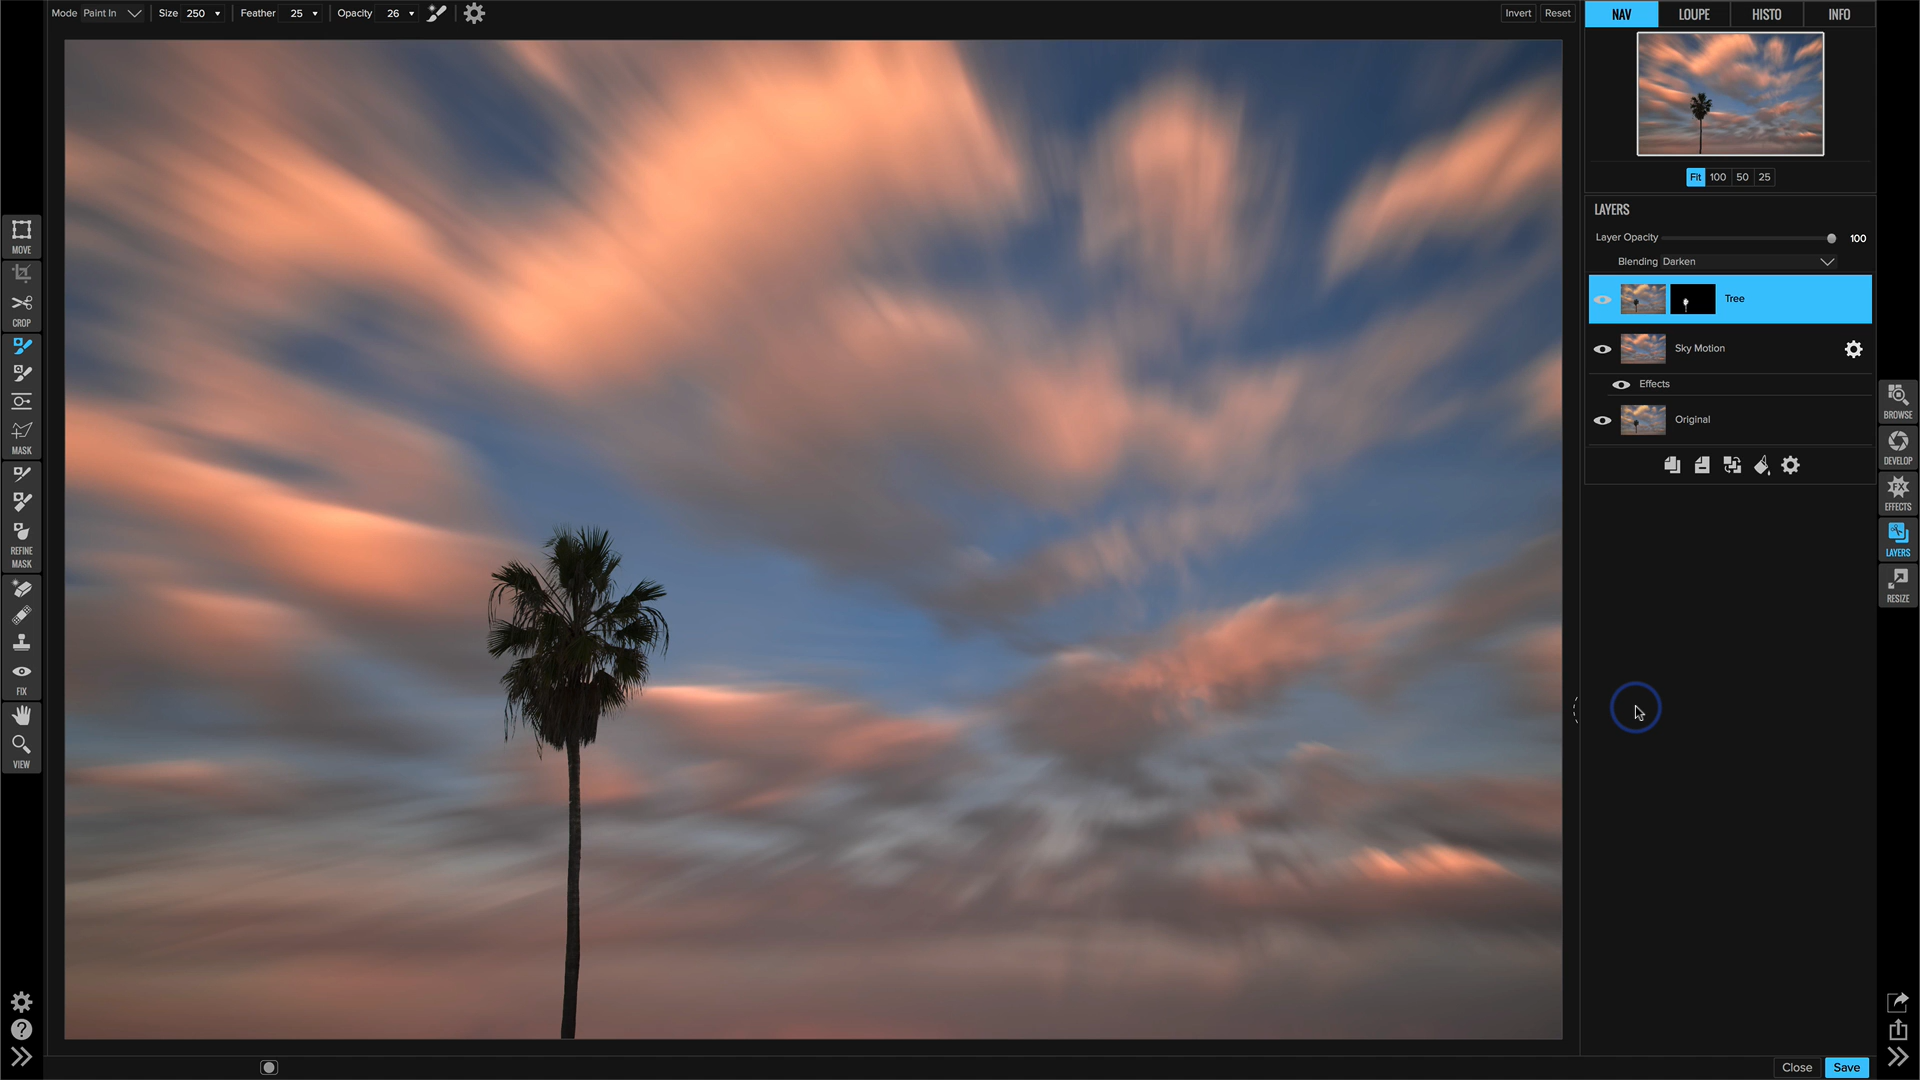 Mode Paint In Size 250 Feather 25 Opacity 26 Invert Reset
NAV LOUPE HISTO INFO
Fit 100 50 25
LAYERS
Layer Opacity 100
Blending Darken
Tree
Sky Motion
Effects
Original
MOVE
CROP
MASK
REFINE
MASK
FIX
VIEW
BROWSE
DEVELOP
FX
EFFECTS
LAYERS
RESIZE
?
Close Save